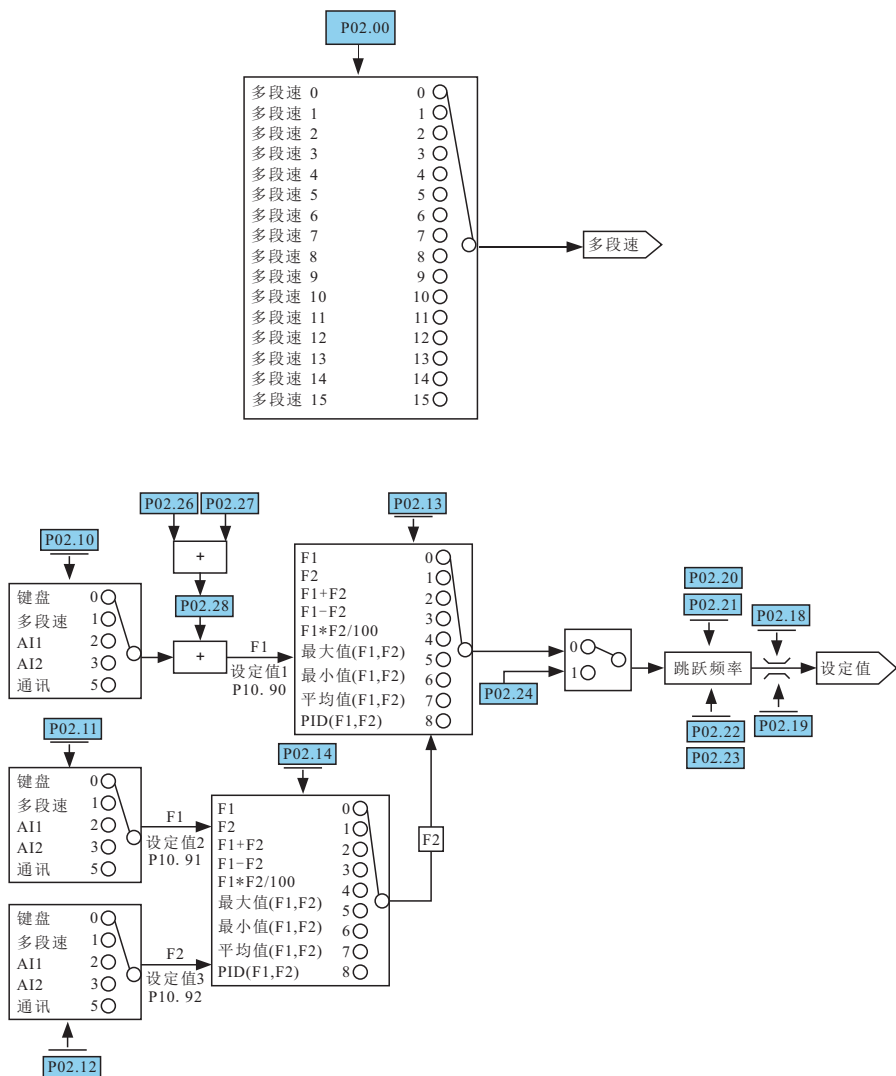 P02.00
多段速 0 0
多段速 1 1
多段速 2 2
多段速 3 3
多段速 4 4
多段速 5 5
多段速 6 6
多段速 7 7
多段速 8 8
多段速 9 9
多段速 10 10
多段速 11 11
多段速 12 12
多段速 13 13
多段速 14 14
多段速 15 15
多段速
P02.26
P02.27
+
P02.28
+
P02.10
键盘 0
多段速 1
AI1 2
AI2 3
通讯 5
F1
设定值1
P10. 90
P02.13
F1 0
F2 1
F1+F2 2
F1-F2 3
F1*F2/100 4
最大值(F1,F2) 5
最小值(F1,F2) 6
平均值(F1,F2) 7
PID(F1,F2) 8
P02.24
0
1
P02.20
P02.21
跳跃频率
P02.22
P02.23
P02.18
P02.19
设定值
P02.11
键盘 0
多段速 1
AI1 2
AI2 3
通讯 5
F1
设定值2
P10. 91
P02.14
F1 0
F2 1
F1+F2 2
F1-F2 3
F1*F2/100 4
最大值(F1,F2) 5
最小值(F1,F2) 6
平均值(F1,F2) 7
PID(F1,F2) 8
F2
键盘 0
多段速 1
AI1 2
AI2 3
通讯 5
F2
设定值3
P10. 92
P02.12